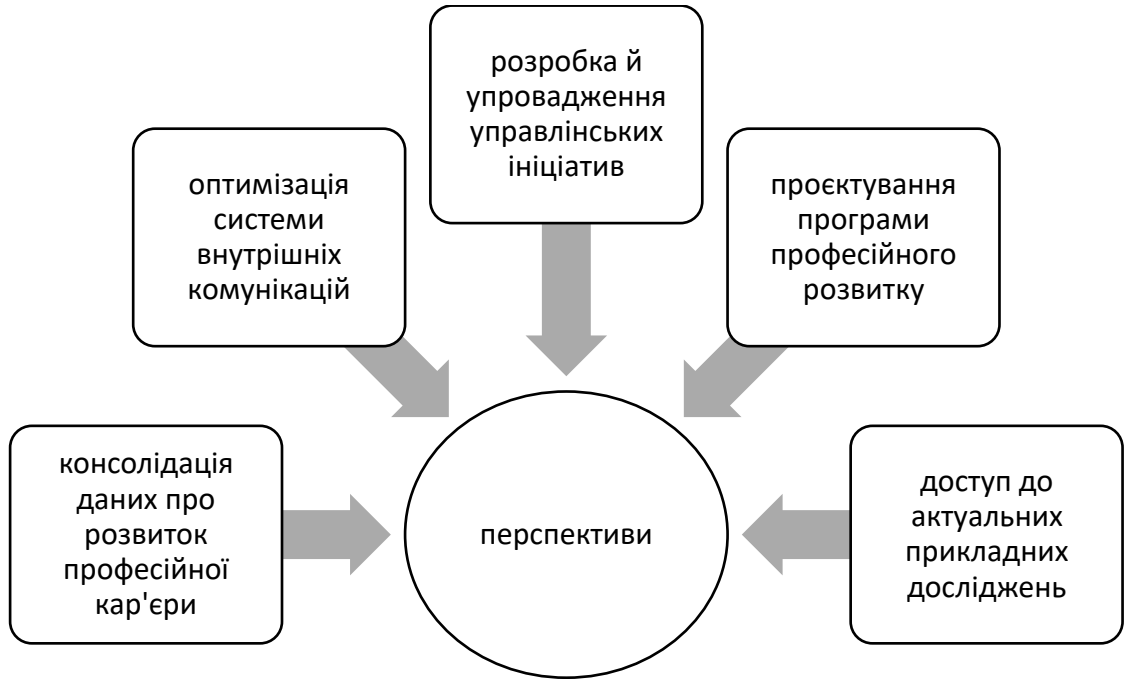 розробка й
упровадження
управлінських
ініціатив
оптимізація
системи
внутрішніх
комунікацій
проєктування
програми
професійного
розвитку
консолідація
даних про
розвиток
професійної
кар'єри
перспективи
доступ до
актуальних
прикладних
досліджень